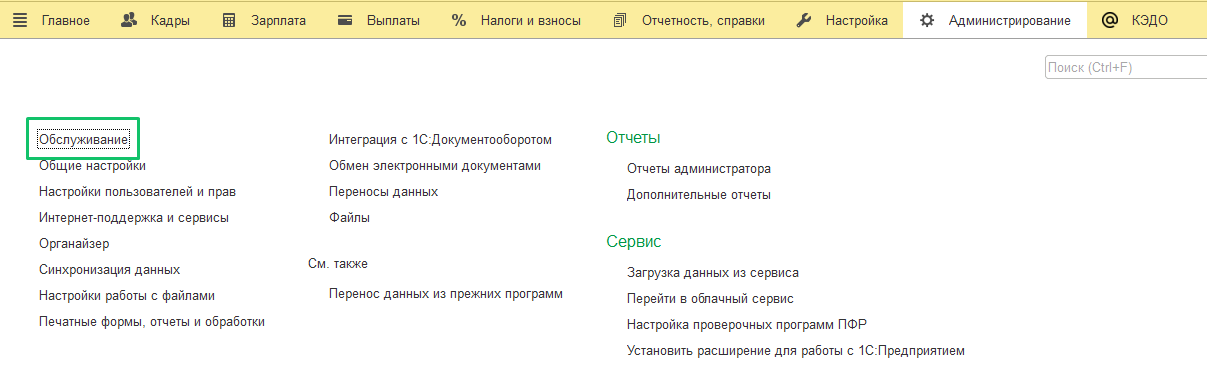 Главное Кадры Зарплата Выплаты Налоги и взносы Отчетность, справки Настройка Администрирование КЭДО
Поиск (Ctrl+F)
Обслуживание
Общие настройки
Настройки пользователей и прав
Интернет-поддержка и сервисы
Органайзер
Синхронизация данных
Настройки работы с файлами
Печатные формы, отчеты и обработки
Интеграция с 1С:Документооборотом
Обмен электронными документами
Переносы данных
Файлы
См. также
Перенос данных из прежних программ
Отчеты
Отчеты администратора
Дополнительные отчеты
Сервис
Загрузка данных из сервиса
Перейти в облачный сервис
Настройка проверочных программ ПФР
Установить расширение для работы с 1С:Предприятием